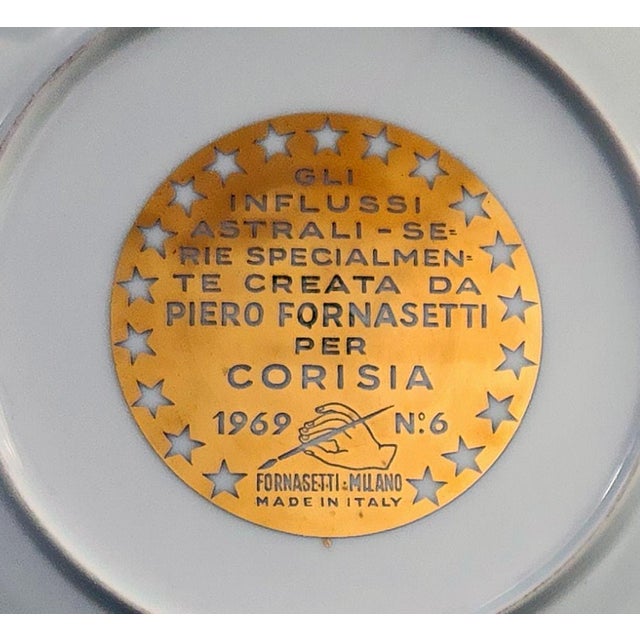 GLI
INFLUSSI
ASTRALI-SE=
RIE SPECIALMEN=
TE CREATA DA
PIERO FORNASETTI
PER
CORISIA
1969 N:6
FORNASETTI·MILANO
MADE IN ITALY